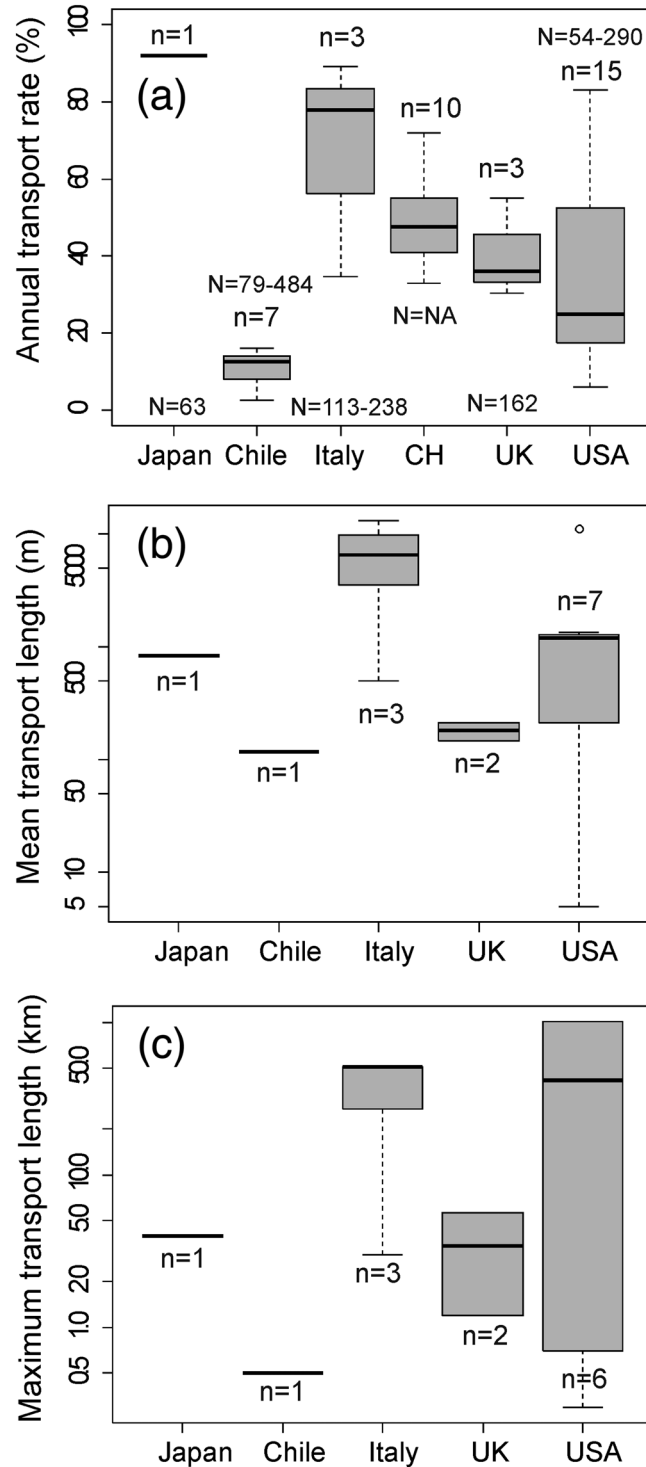 Annual transport rate (%)
100
80
60
40
20
0
(a)
n=1
n=3
N=54-290
n=15
n=10
n=3
N=79-484
n=7
N=NA
N=63
N=113-238
N=162
Japan Chile Italy CH UK USA
Mean transport length (m)
5000
500
50
10
5
(b)
n=7
n=1
n=3
n=1
n=2
Japan Chile Italy UK USA
Maximum transport length (km)
50.0
10.0
5.0
2.0
1.0
0.5
(c)
n=1
n=3
n=2
n=1
n=6
Japan Chile Italy UK USA